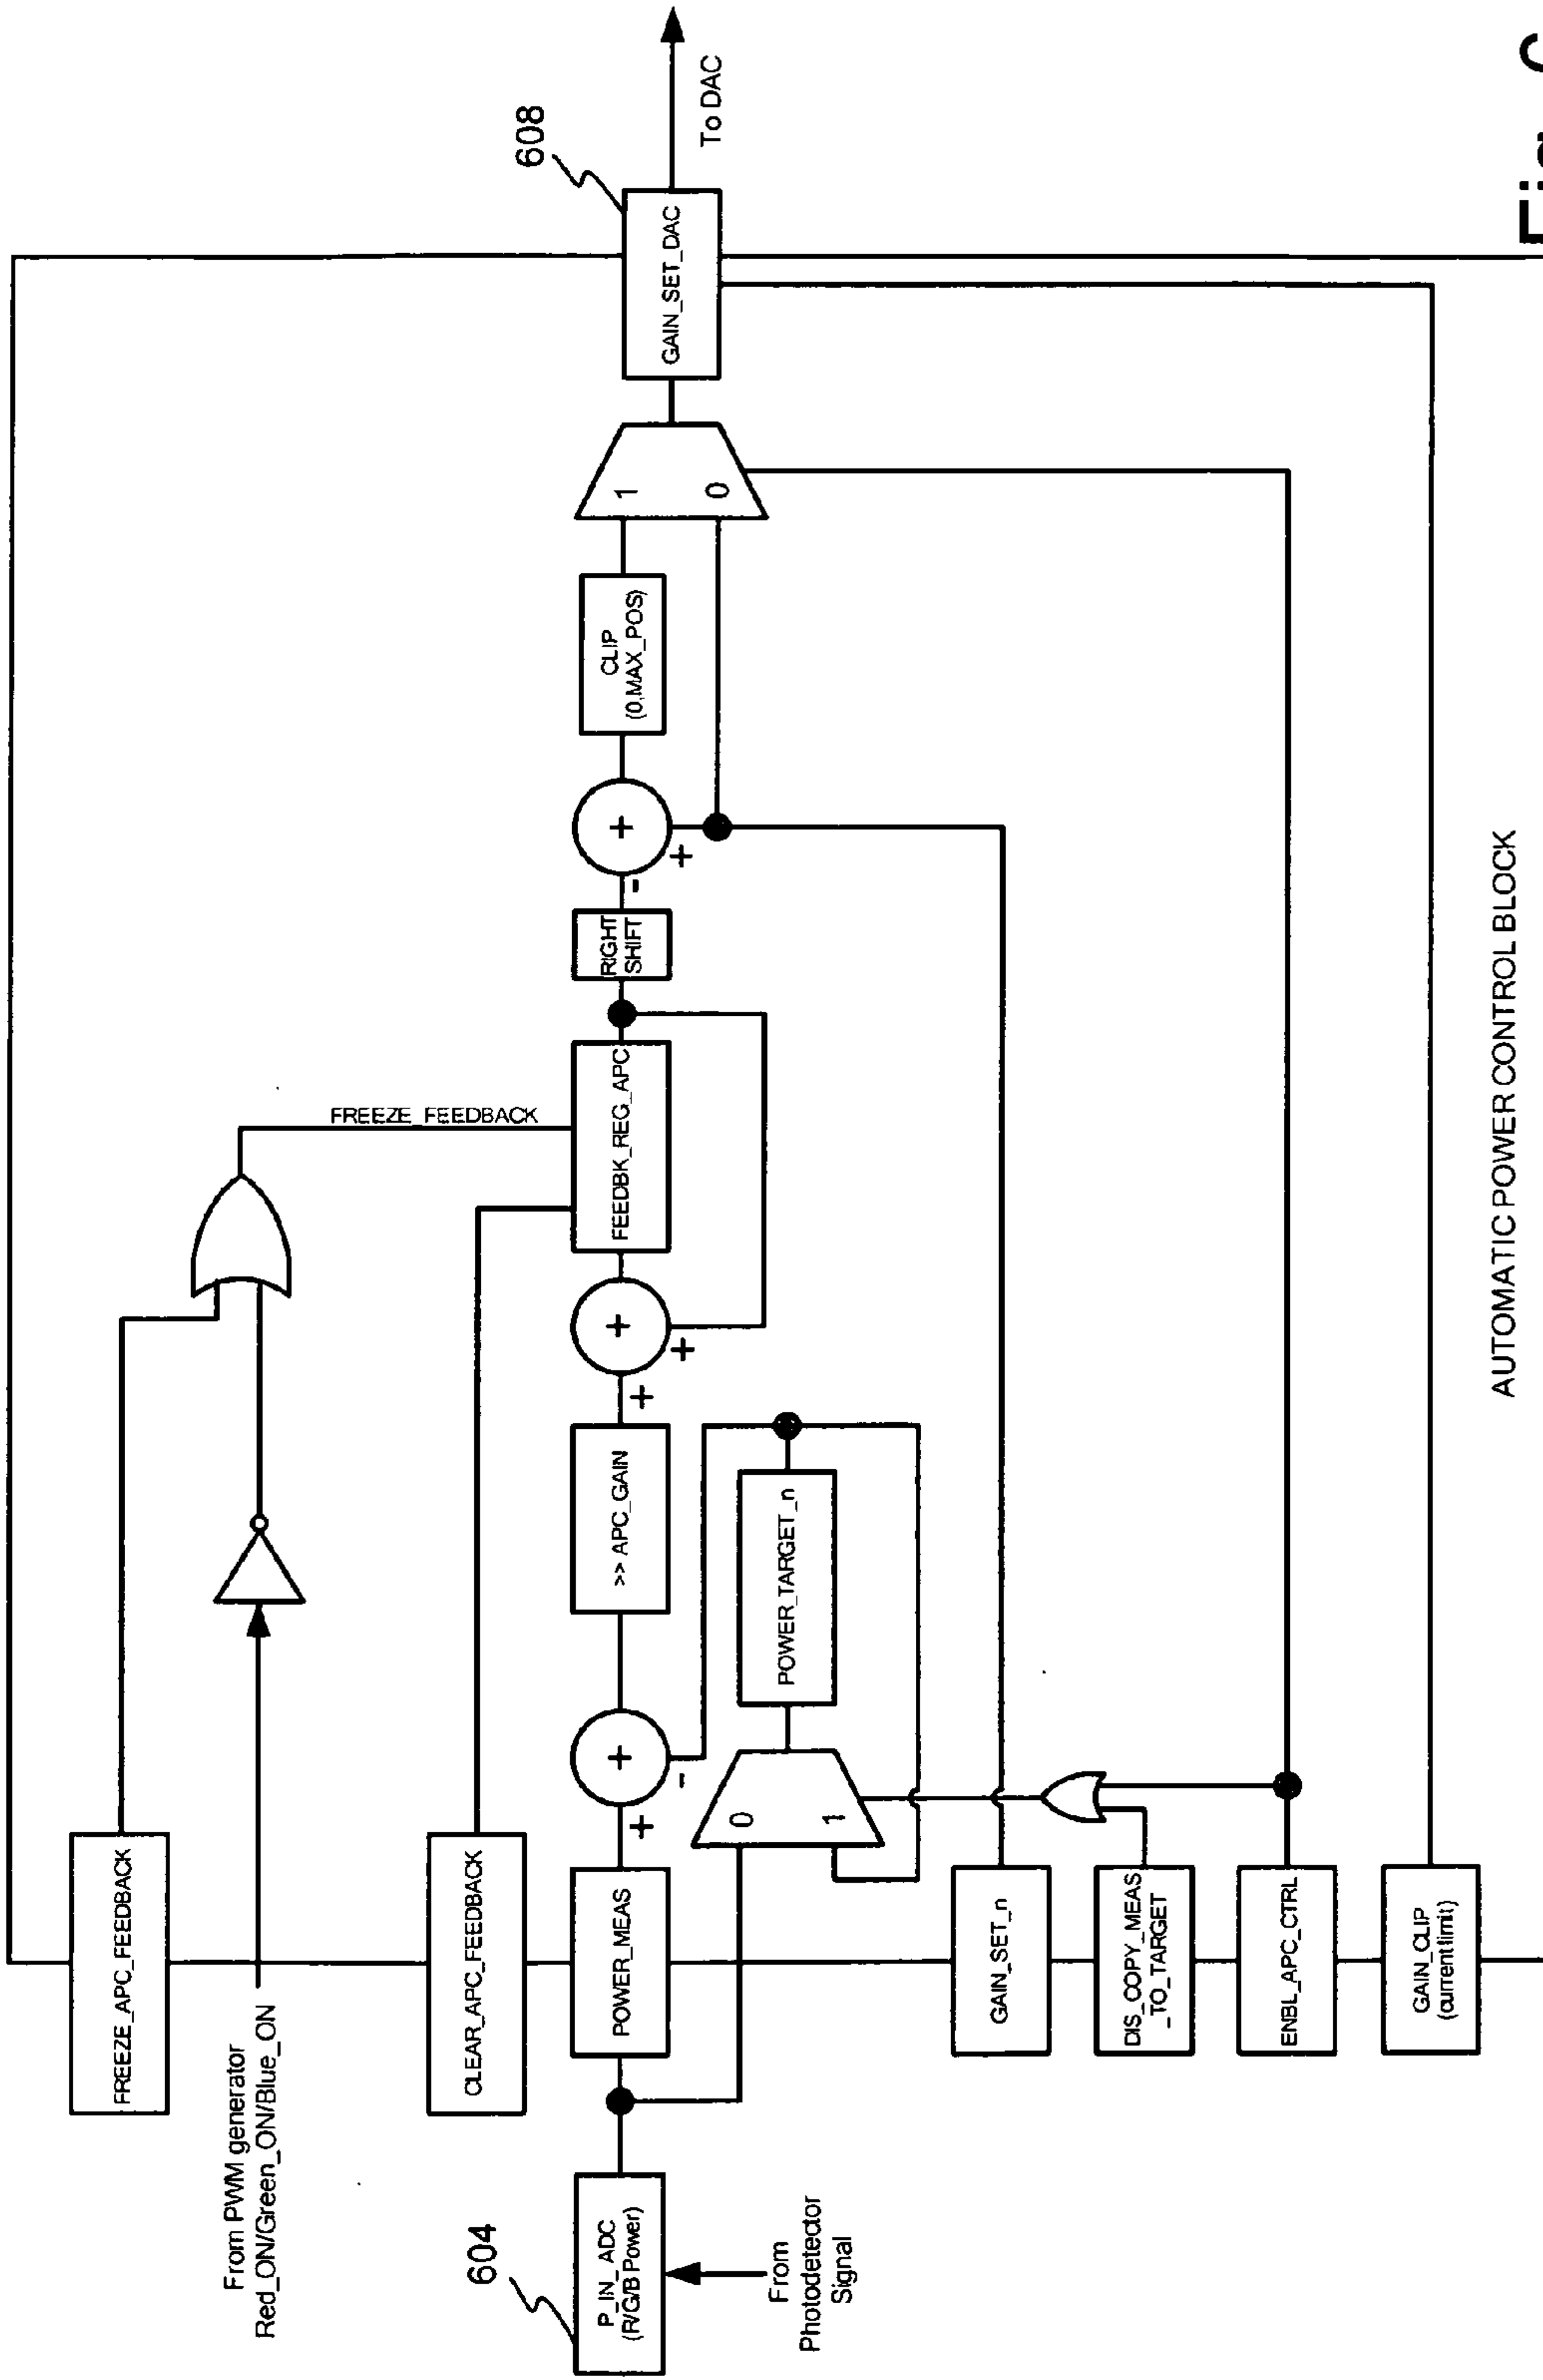 FREEZE_APC_FEEDBACK
From PWM generator
Red_ON/Green_ON/Blue_ON
FREEZE_FEEDBACK
CLEAR_APC_FEEDBACK
604
P_IN_ADC
(R/G/B Power)
From
Photodetector
Signal
POWER_MEAS
+
+
-
>> APC_GAIN
+
+
+
FEEDBK_REG_APC
RIGHT
SHIFT
-
+
+
CLIP
(0,MAX_POS)
1
0
GAIN_SET_DAC
608
To DAC
0
1
POWER_TARGET_n
GAIN_SET_n
DIS_COPY_MEAS
_TO_TARGET
ENBL_APC_CTRL
GAIN_CLIP
(current limit)
AUTOMATIC POWER CONTROL BLOCK